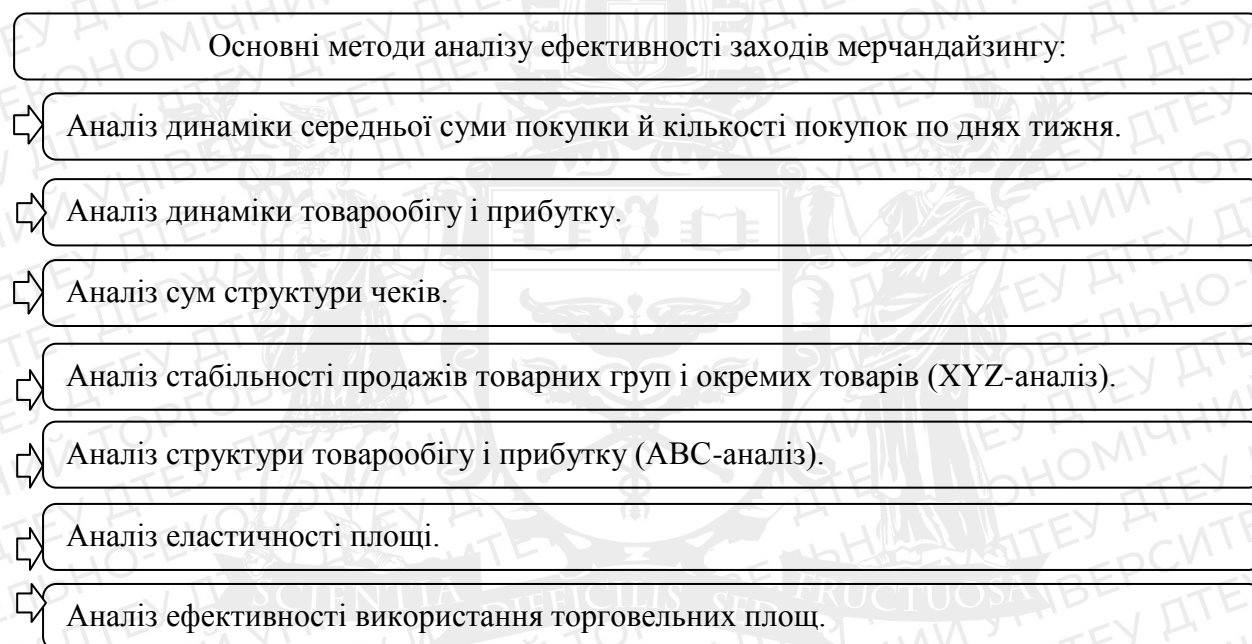 Основні методи аналізу ефективності заходів мерчандайзингу:
Аналіз динаміки середньої суми покупки й кількості покупок по днях тижня.
Аналіз динаміки товарообігу і прибутку.
Аналіз сум структури чеків.
Аналіз стабільності продажів товарних груп і окремих товарів (XYZ-аналіз).
Аналіз структури товарообігу і прибутку (АВС-аналіз).
Аналіз еластичності площі.
Аналіз ефективності використання торговельних площ.